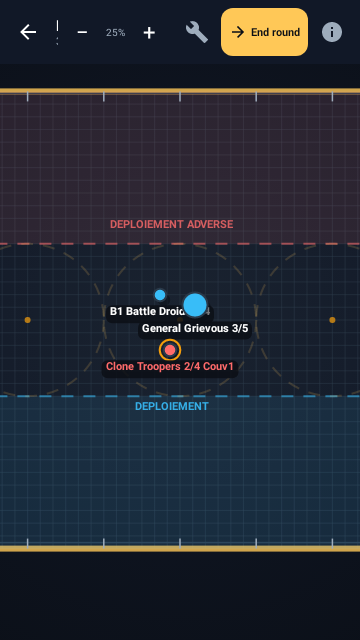 25%
End round
DEPLOIEMENT ADVERSE
B1 Battle Droid
General Grievous 3/5
Clone Troopers 2/4 Couv1
DEPLOIEMENT